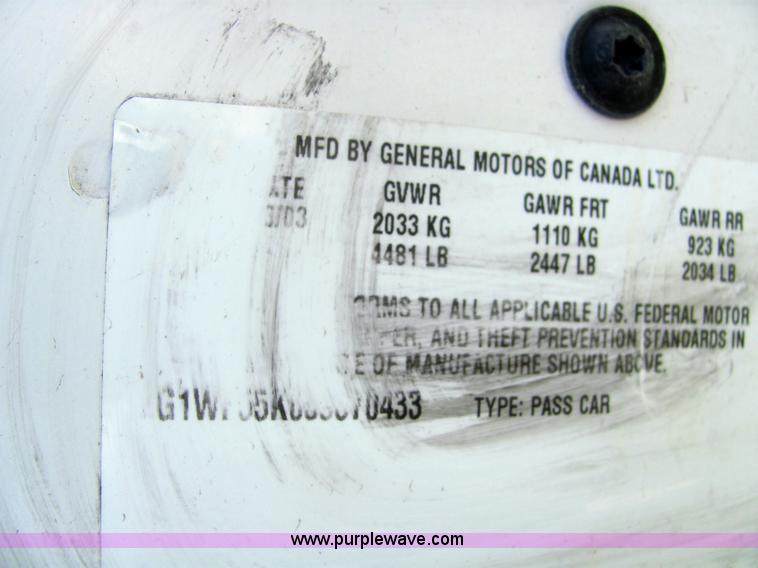 MFD BY GENERAL MOTORS OF CANADA LTD.
GVWR GAWR FRT GAWR RR
2033 KG 1110 KG 923 KG
4481 LB 2447 LB 2034 LB
TO ALL APPLICABLE U.S. FEDERAL MOTOR
AND THEFT PREVENTION STANDARDS IN
OF MANUFACTURE SHOWN ABOVE.
TYPE: PASS CAR
www.purplewave.com